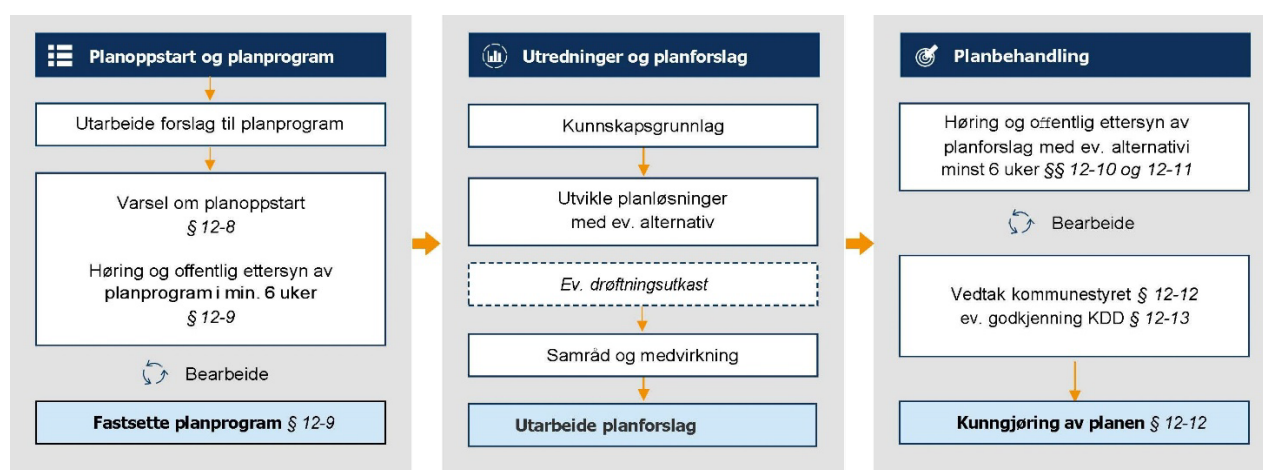 Planoppstart og planprogram
Utarbeide forslag til planprogram
Varsel om planoppstart
§ 12-8
Høring og offentlig ettersyn av
planprogram i min. 6 uker
§ 12-9
Bearbeide
Fastsette planprogram § 12-9
Utredninger og planforslag
Kunnskapsgrunnlag
Utvikle planløsninger
med ev. alternativ
Ev. drøftningsutkast
Samråd og medvirkning
Utarbeide planforslag
Planbehandling
Høring og offentlig ettersyn av
planforslag med ev. alternativi
minst 6 uker §§ 12-10 og 12-11
Bearbeide
Vedtak kommunestyret § 12-12
ev. godkjenning KDD § 12-13
Kunngjøring av planen § 12-12